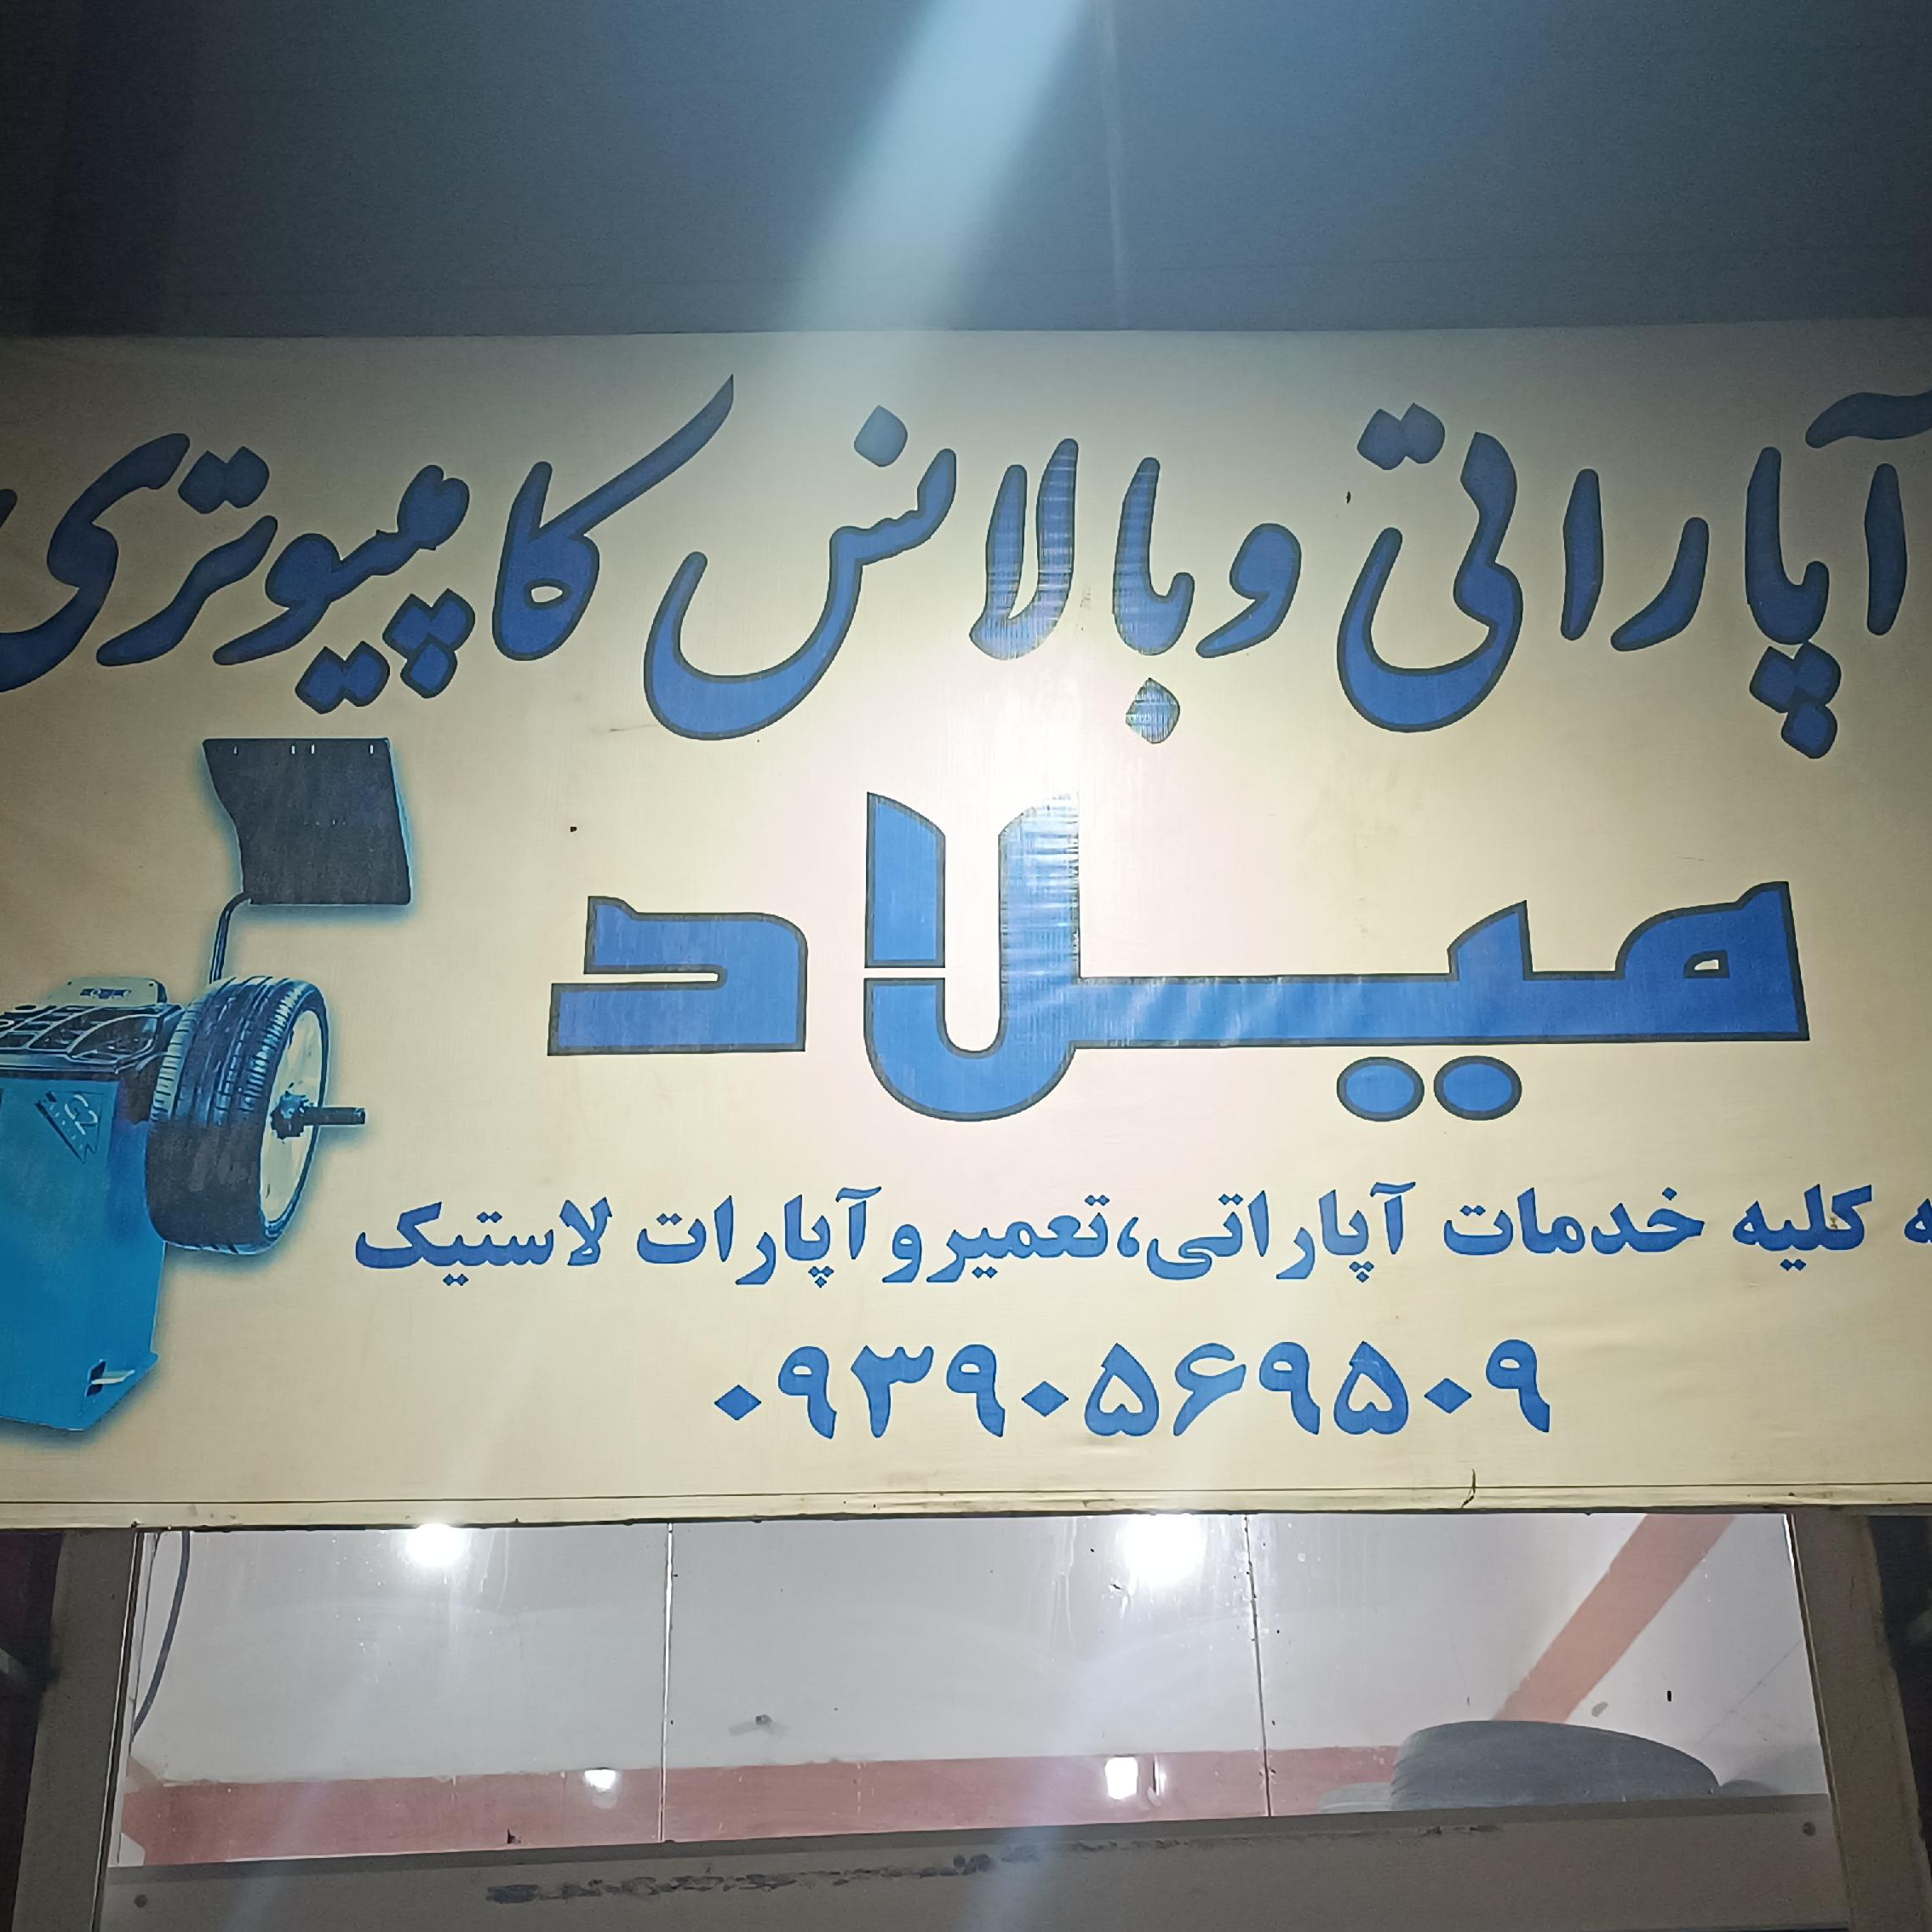 آپاراتی و بالانس کامپیوتری
میلاد
کلیه خدمات آپاراتی، تعمیر و آپارات لاستیک
۰۹۳۹۰۵۶۹۵۰۹